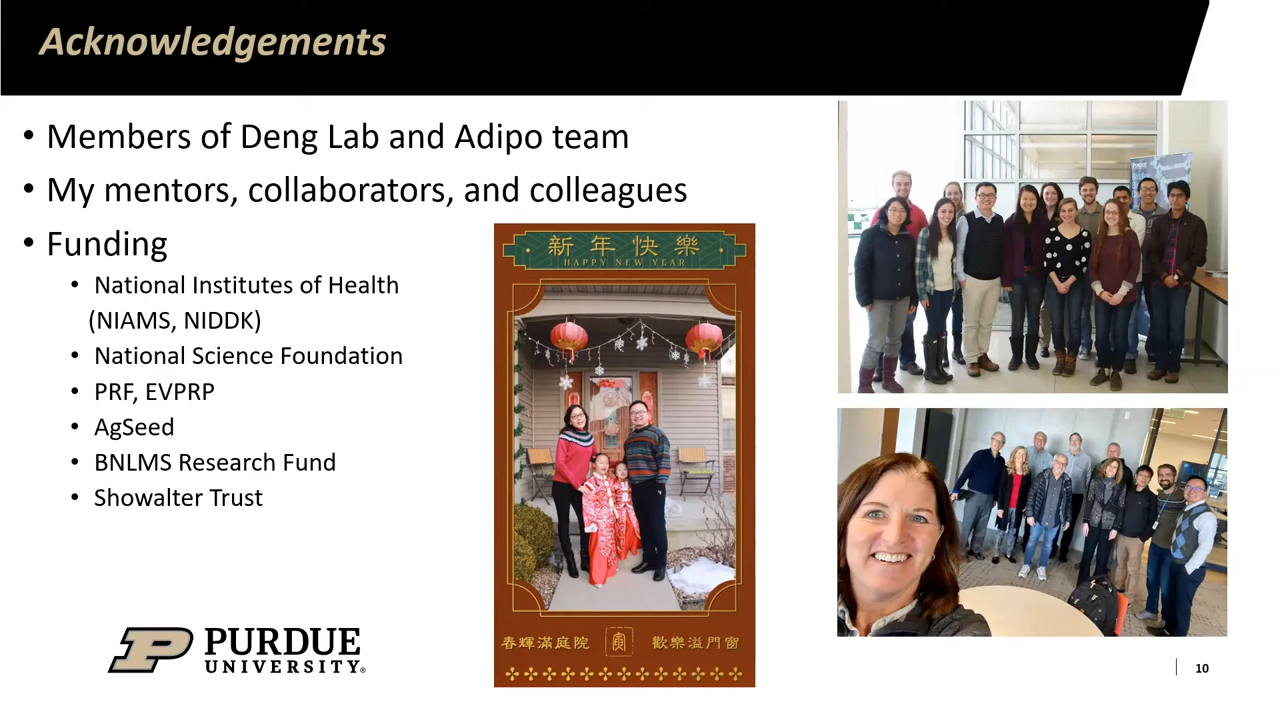 Acknowledgements
• Members of Deng Lab and Adipo team
• My mentors, collaborators, and colleagues
• Funding
• National Institutes of Health
(NIAMS, NIDDK)
• National Science Foundation
• PRF, EVPRP
• AgSeed
• BNLMS Research Fund
• Showalter Trust
新年快樂
HAPPY NEW YEAR
春輝滿庭院
寅
歡樂溢門窗
PURDUE
UNIVERSITY®
10